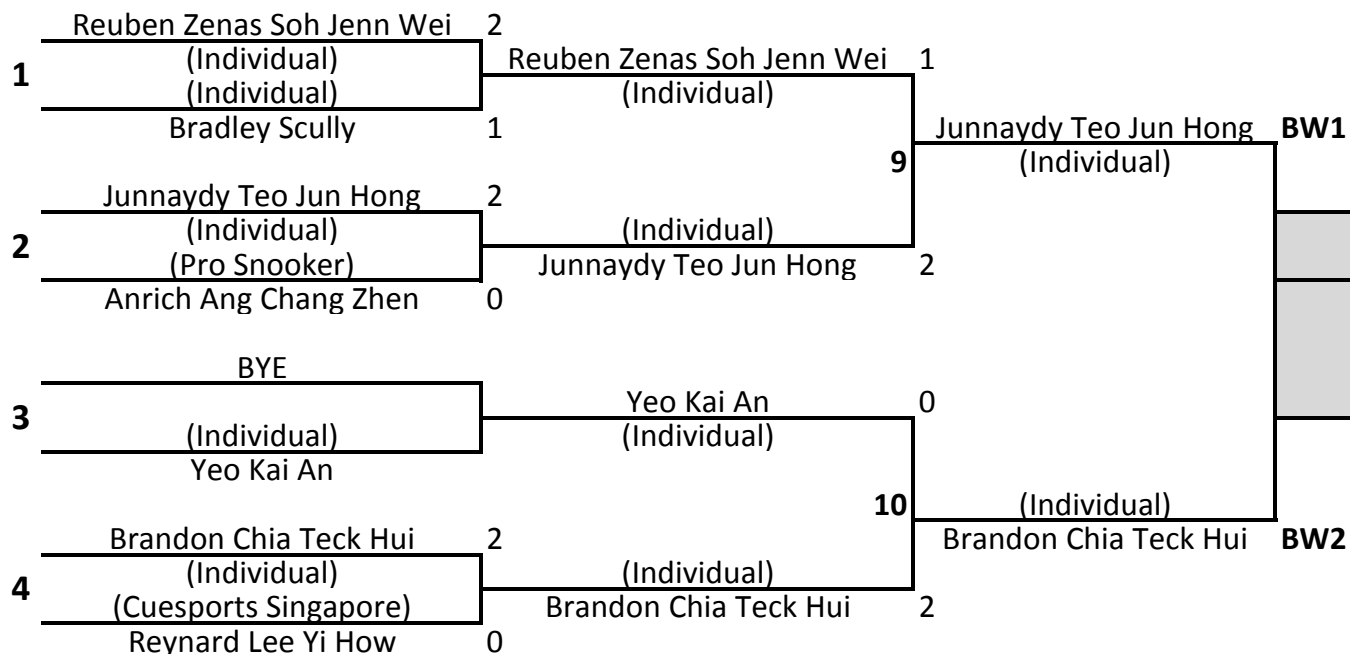 Reuben Zenas Soh Jenn Wei 2
(Individual)
1
(Individual)
Bradley Scully 1
Reuben Zenas Soh Jenn Wei 1
(Individual)
Junnaydy Teo Jun Hong BW1
(Individual)
9
Junnaydy Teo Jun Hong 2
(Individual)
2
(Pro Snooker)
Anrich Ang Chang Zhen 0
(Individual)
Junnaydy Teo Jun Hong 2
BYE
3
(Individual)
Yeo Kai An
Yeo Kai An 0
(Individual)
10
(Individual)
Brandon Chia Teck Hui BW2
Brandon Chia Teck Hui 2
(Individual)
4
(Cuesports Singapore)
Reynard Lee Yi How 0
(Individual)
Brandon Chia Teck Hui 2